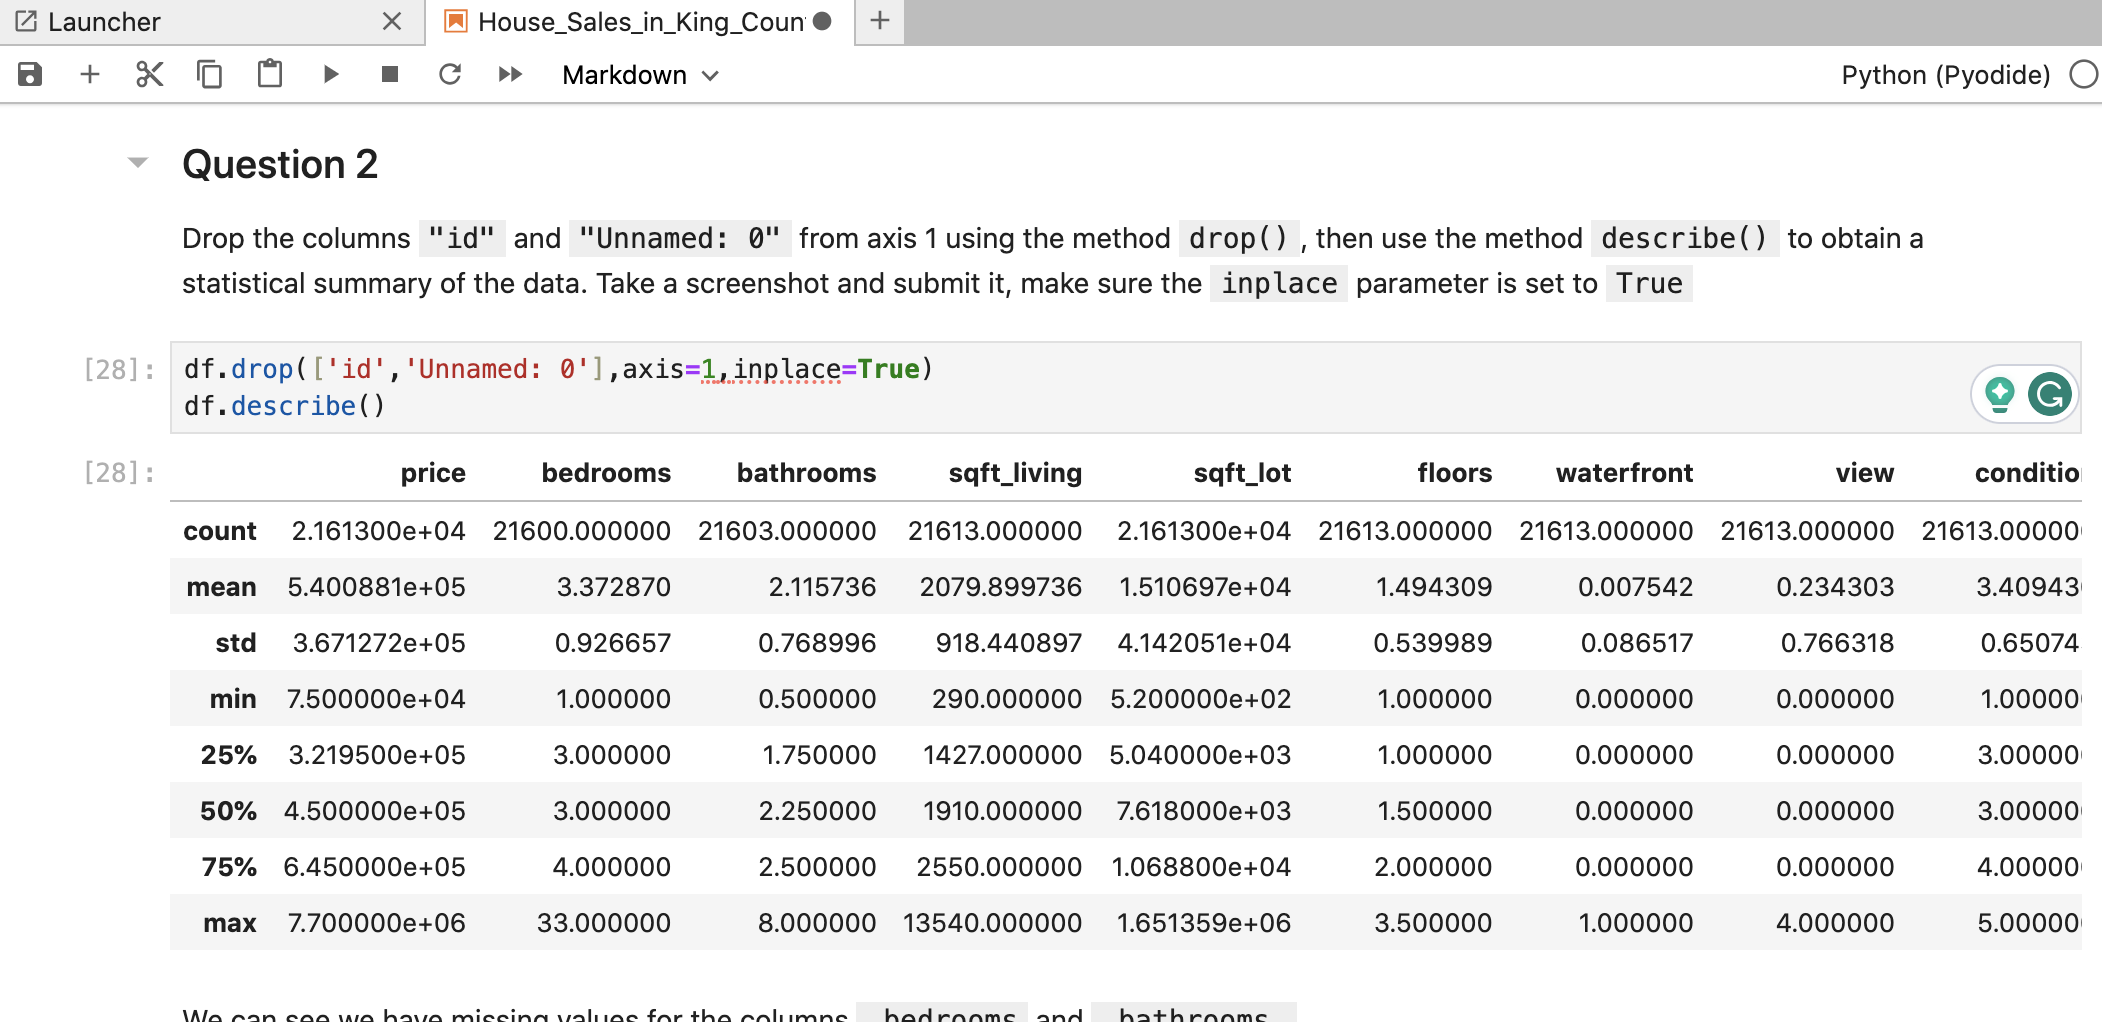 Launcher
House_Sales_in_King_Coun
Markdown
Python (Pyodide)
Question 2
Drop the columns "id" and "Unnamed: 0" from axis 1 using the method drop() , then use the method describe() to obtain a
statistical summary of the data. Take a screenshot and submit it, make sure the inplace parameter is set to True
[28]: df.drop(['id','Unnamed: 0'],axis=1,inplace=True)
df.describe()
[28]: price bedrooms bathrooms sqft_living sqft_lot floors waterfront view conditio
count 2.161300e+04 21600.000000 21603.000000 21613.000000 2.161300e+04 21613.000000 21613.000000 21613.000000 21613.00000
mean 5.400881e+05 3.372870 2.115736 2079.899736 1.510697e+04 1.494309 0.007542 0.234303 3.40943
std 3.671272e+05 0.926657 0.768996 918.440897 4.142051e+04 0.539989 0.086517 0.766318 0.65074
min 7.500000e+04 1.000000 0.500000 290.000000 5.200000e+02 1.000000 0.000000 0.000000 1.00000
25% 3.219500e+05 3.000000 1.750000 1427.000000 5.040000e+03 1.000000 0.000000 0.000000 3.00000
50% 4.500000e+05 3.000000 2.250000 1910.000000 7.618000e+03 1.500000 0.000000 0.000000 3.00000
75% 6.450000e+05 4.000000 2.500000 2550.000000 1.068800e+04 2.000000 0.000000 0.000000 4.00000
max 7.700000e+06 33.000000 8.000000 13540.000000 1.651359e+06 3.500000 1.000000 4.000000 5.00000
We can see we have missing values for the columns bedrooms and bathrooms